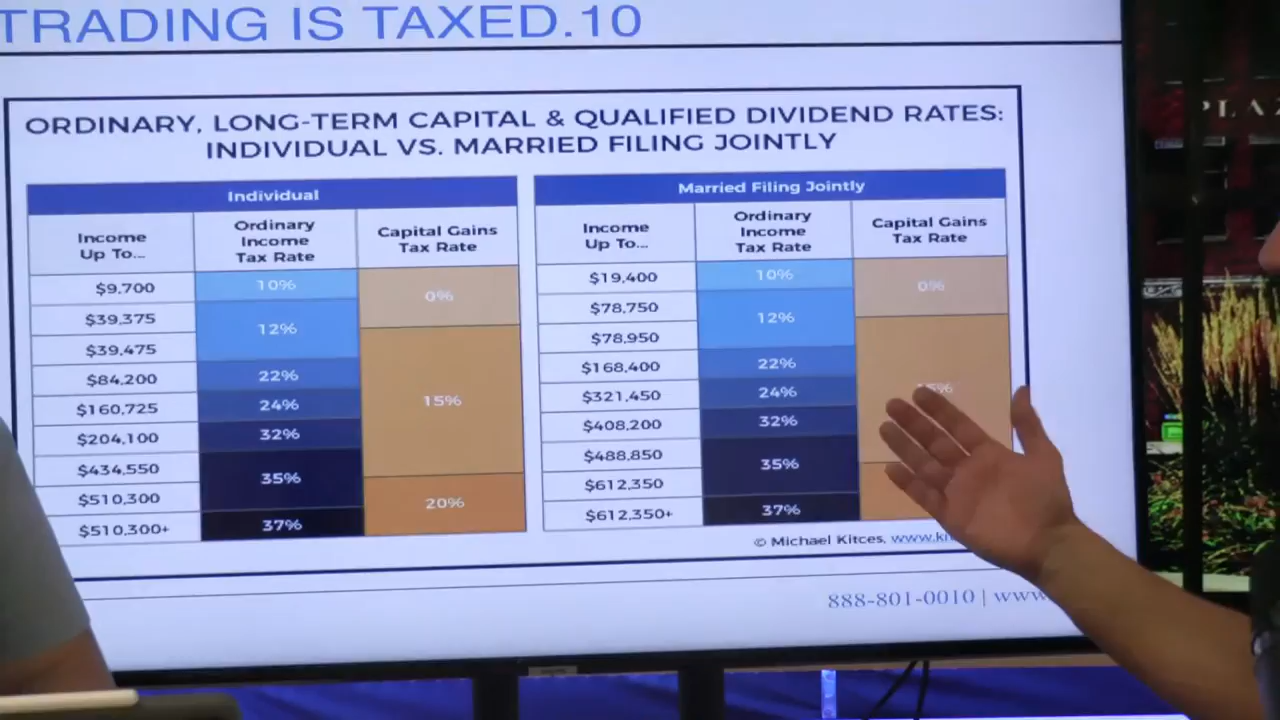 TRADING IS TAXED.10
ORDINARY, LONG-TERM CAPITAL & QUALIFIED DIVIDEND RATES:
INDIVIDUAL VS. MARRIED FILING JOINTLY
Individual
Income Up To... Ordinary Income Tax Rate Capital Gains Tax Rate
$9,700 10% 0%
$39,375 12%
$39,475
$84,200 22% 15%
$160,725 24%
$204,100 32%
$434,550 35%
$510,300 20%
$510,300+ 37%
Married Filing Jointly
Income Up To... Ordinary Income Tax Rate Capital Gains Tax Rate
$19,400 10% 0%
$78,750 12%
$78,950
$168,400 22%
$321,450 24%
$408,200 32%
$488,850 35%
$612,350
$612,350+ 37%
© Michael Kitces,
888-801-0010 |